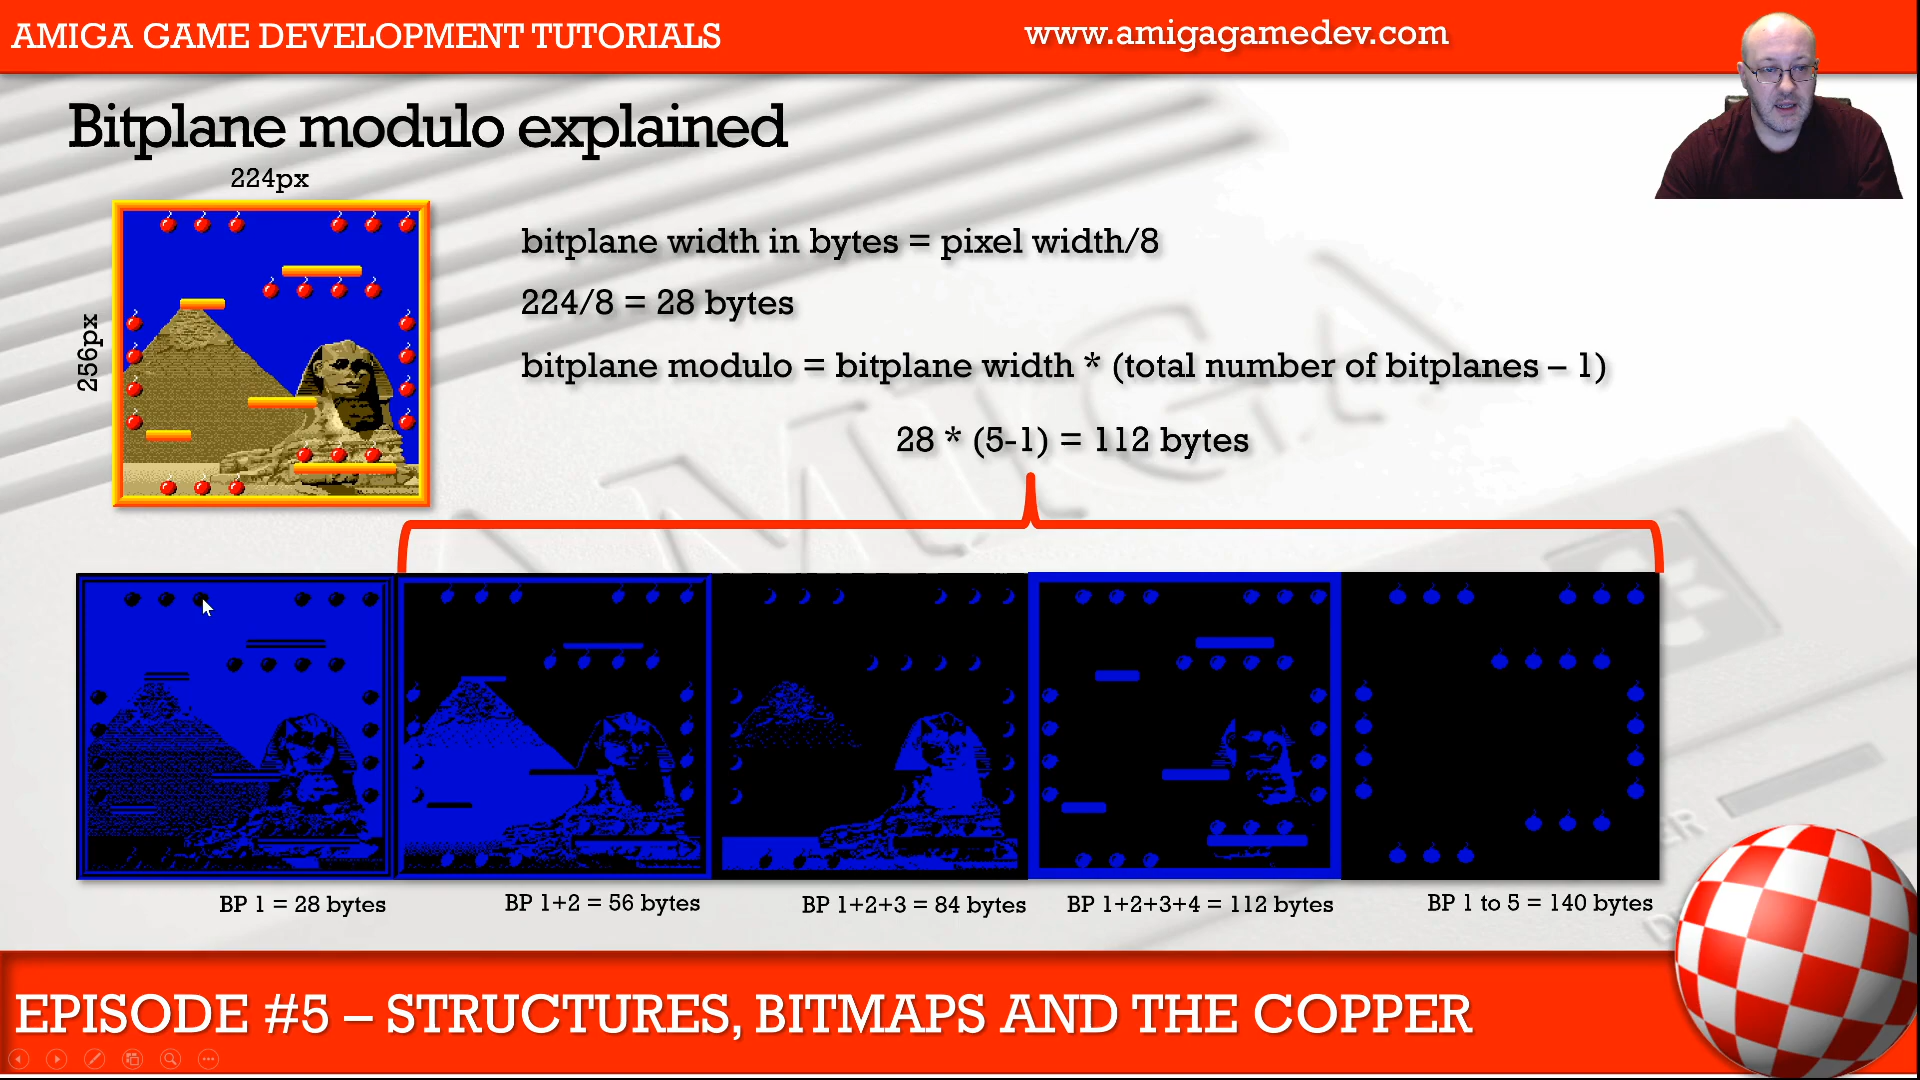 AMIGA GAME DEVELOPMENT TUTORIALS
www.amigagamedev.com
Bitplane modulo explained
224px
256px
bitplane width in bytes = pixel width/8
224/8 = 28 bytes
bitplane modulo = bitplane width * (total number of bitplanes – 1)
28 * (5-1) = 112 bytes
AMIGA
BP 1 = 28 bytes
BP 1+2 = 56 bytes
BP 1+2+3 = 84 bytes
BP 1+2+3+4 = 112 bytes
BP 1 to 5 = 140 bytes
EPISODE #5 – STRUCTURES, BITMAPS AND THE COPPER